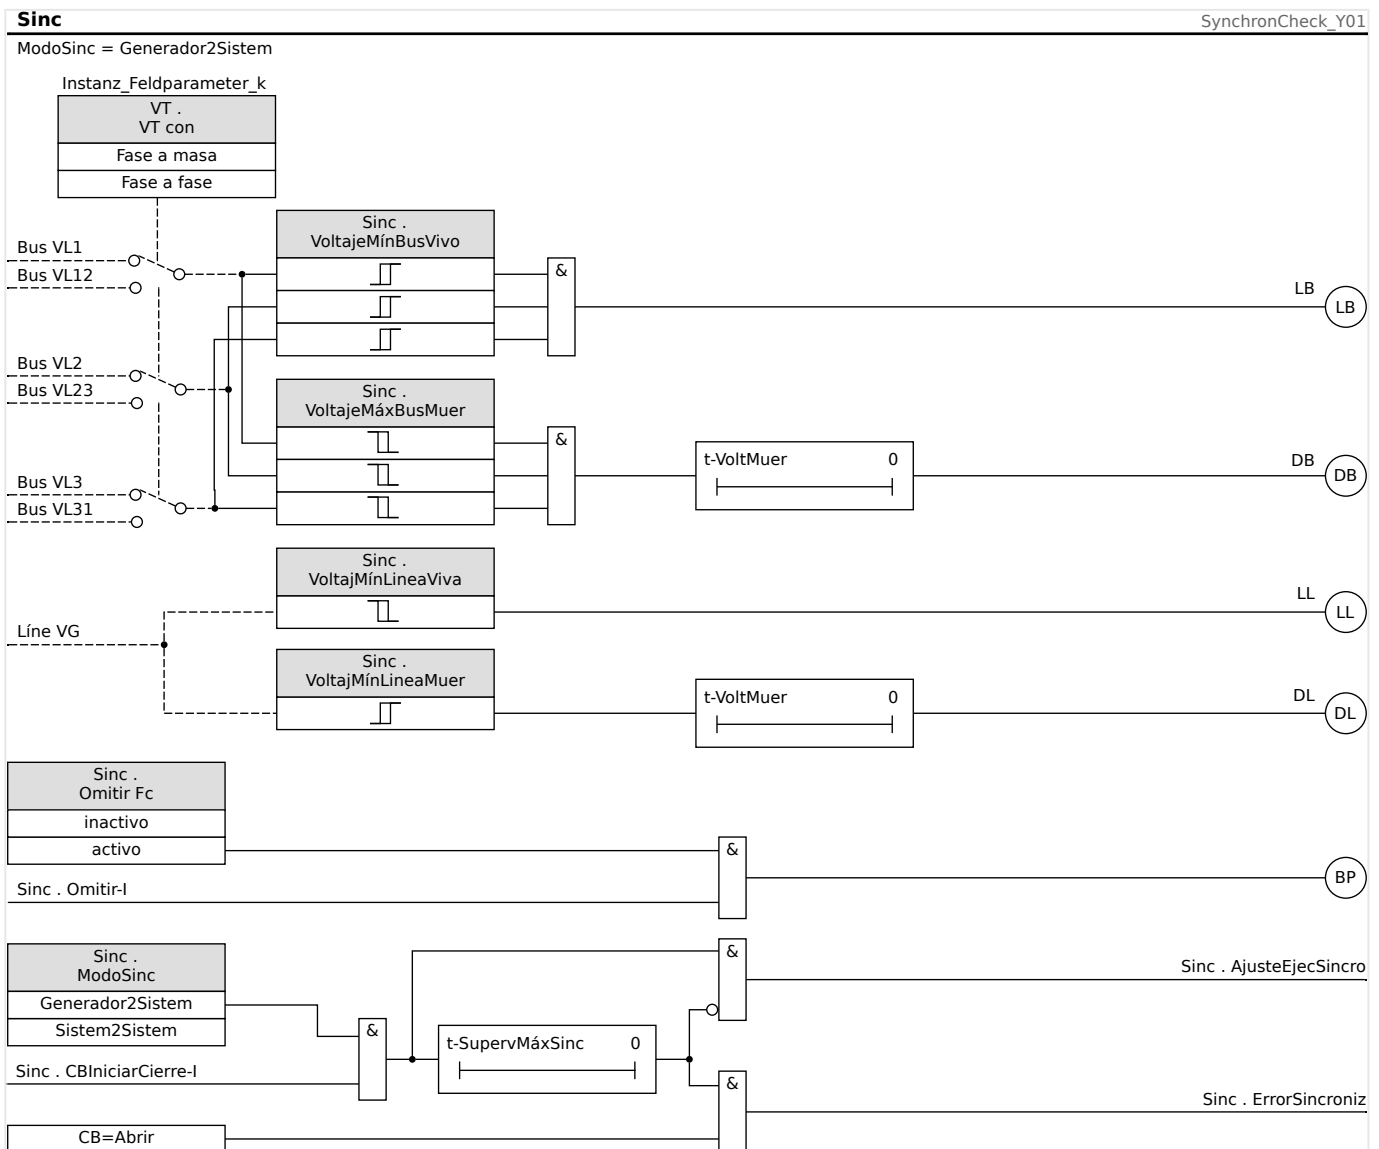 Sinc
SynchronCheck_Y01
ModoSinc = Generador2Sistem
Instanz_Feldparameter_k
VT .
VT con
Fase a masa
Fase a fase
Sinc .
VoltajeMínBusVivo
Bus VL1
Bus VL12
&
LB
LB
Bus VL2
Bus VL23
Sinc .
VoltajeMáxBusMuer
&
t-VoltMuer 0
DB
DB
Bus VL3
Bus VL31
Sinc .
VoltajMínLineaViva
LL
LL
Líne VG
Sinc .
VoltajMínLineaMuer
t-VoltMuer 0
DL
DL
Sinc .
Omitir Fc
inactivo
activo
&
BP
Sinc . Omitir-I
Sinc .
ModoSinc
Generador2Sistem
Sistem2Sistem
&
Sinc . AjusteEjecSincro
&
t-SupervMáxSinc 0
Sinc . CBIniciarCierre-I
&
Sinc . ErrorSincroniz
CB=Abrir